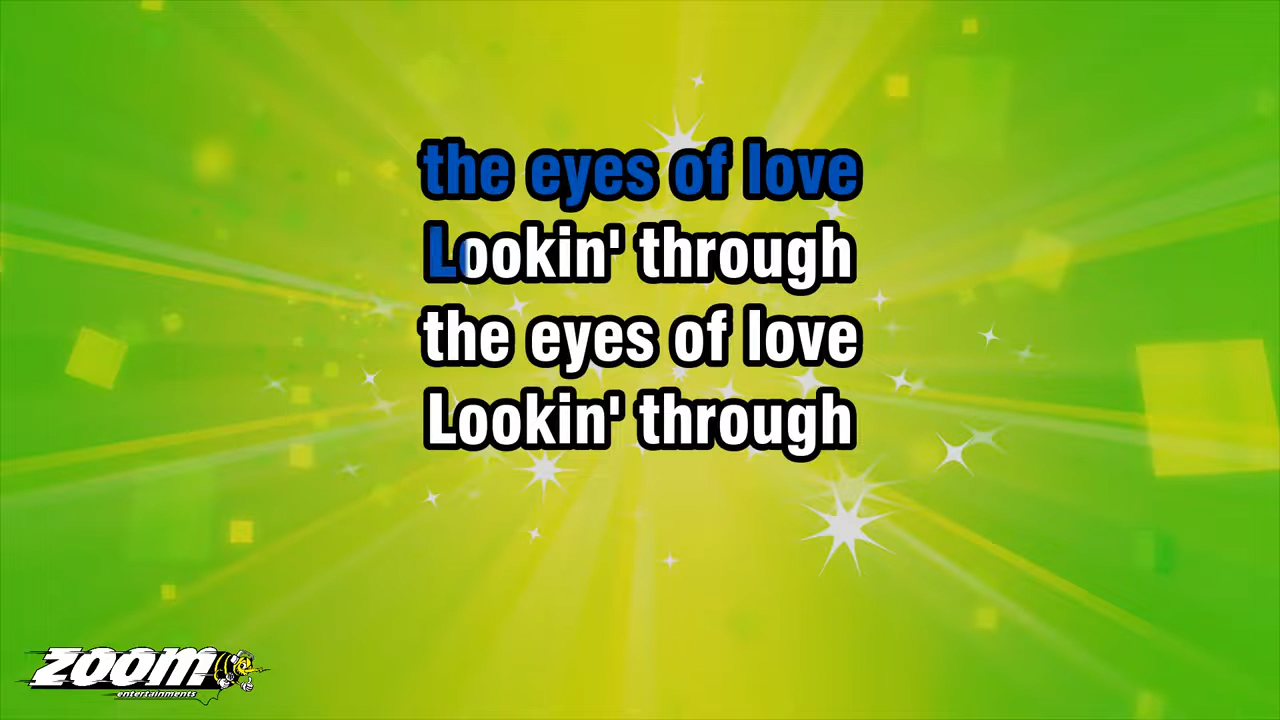 the eyes of love
Lookin' through
the eyes of love
Lookin' through
ZOOM
entertainments